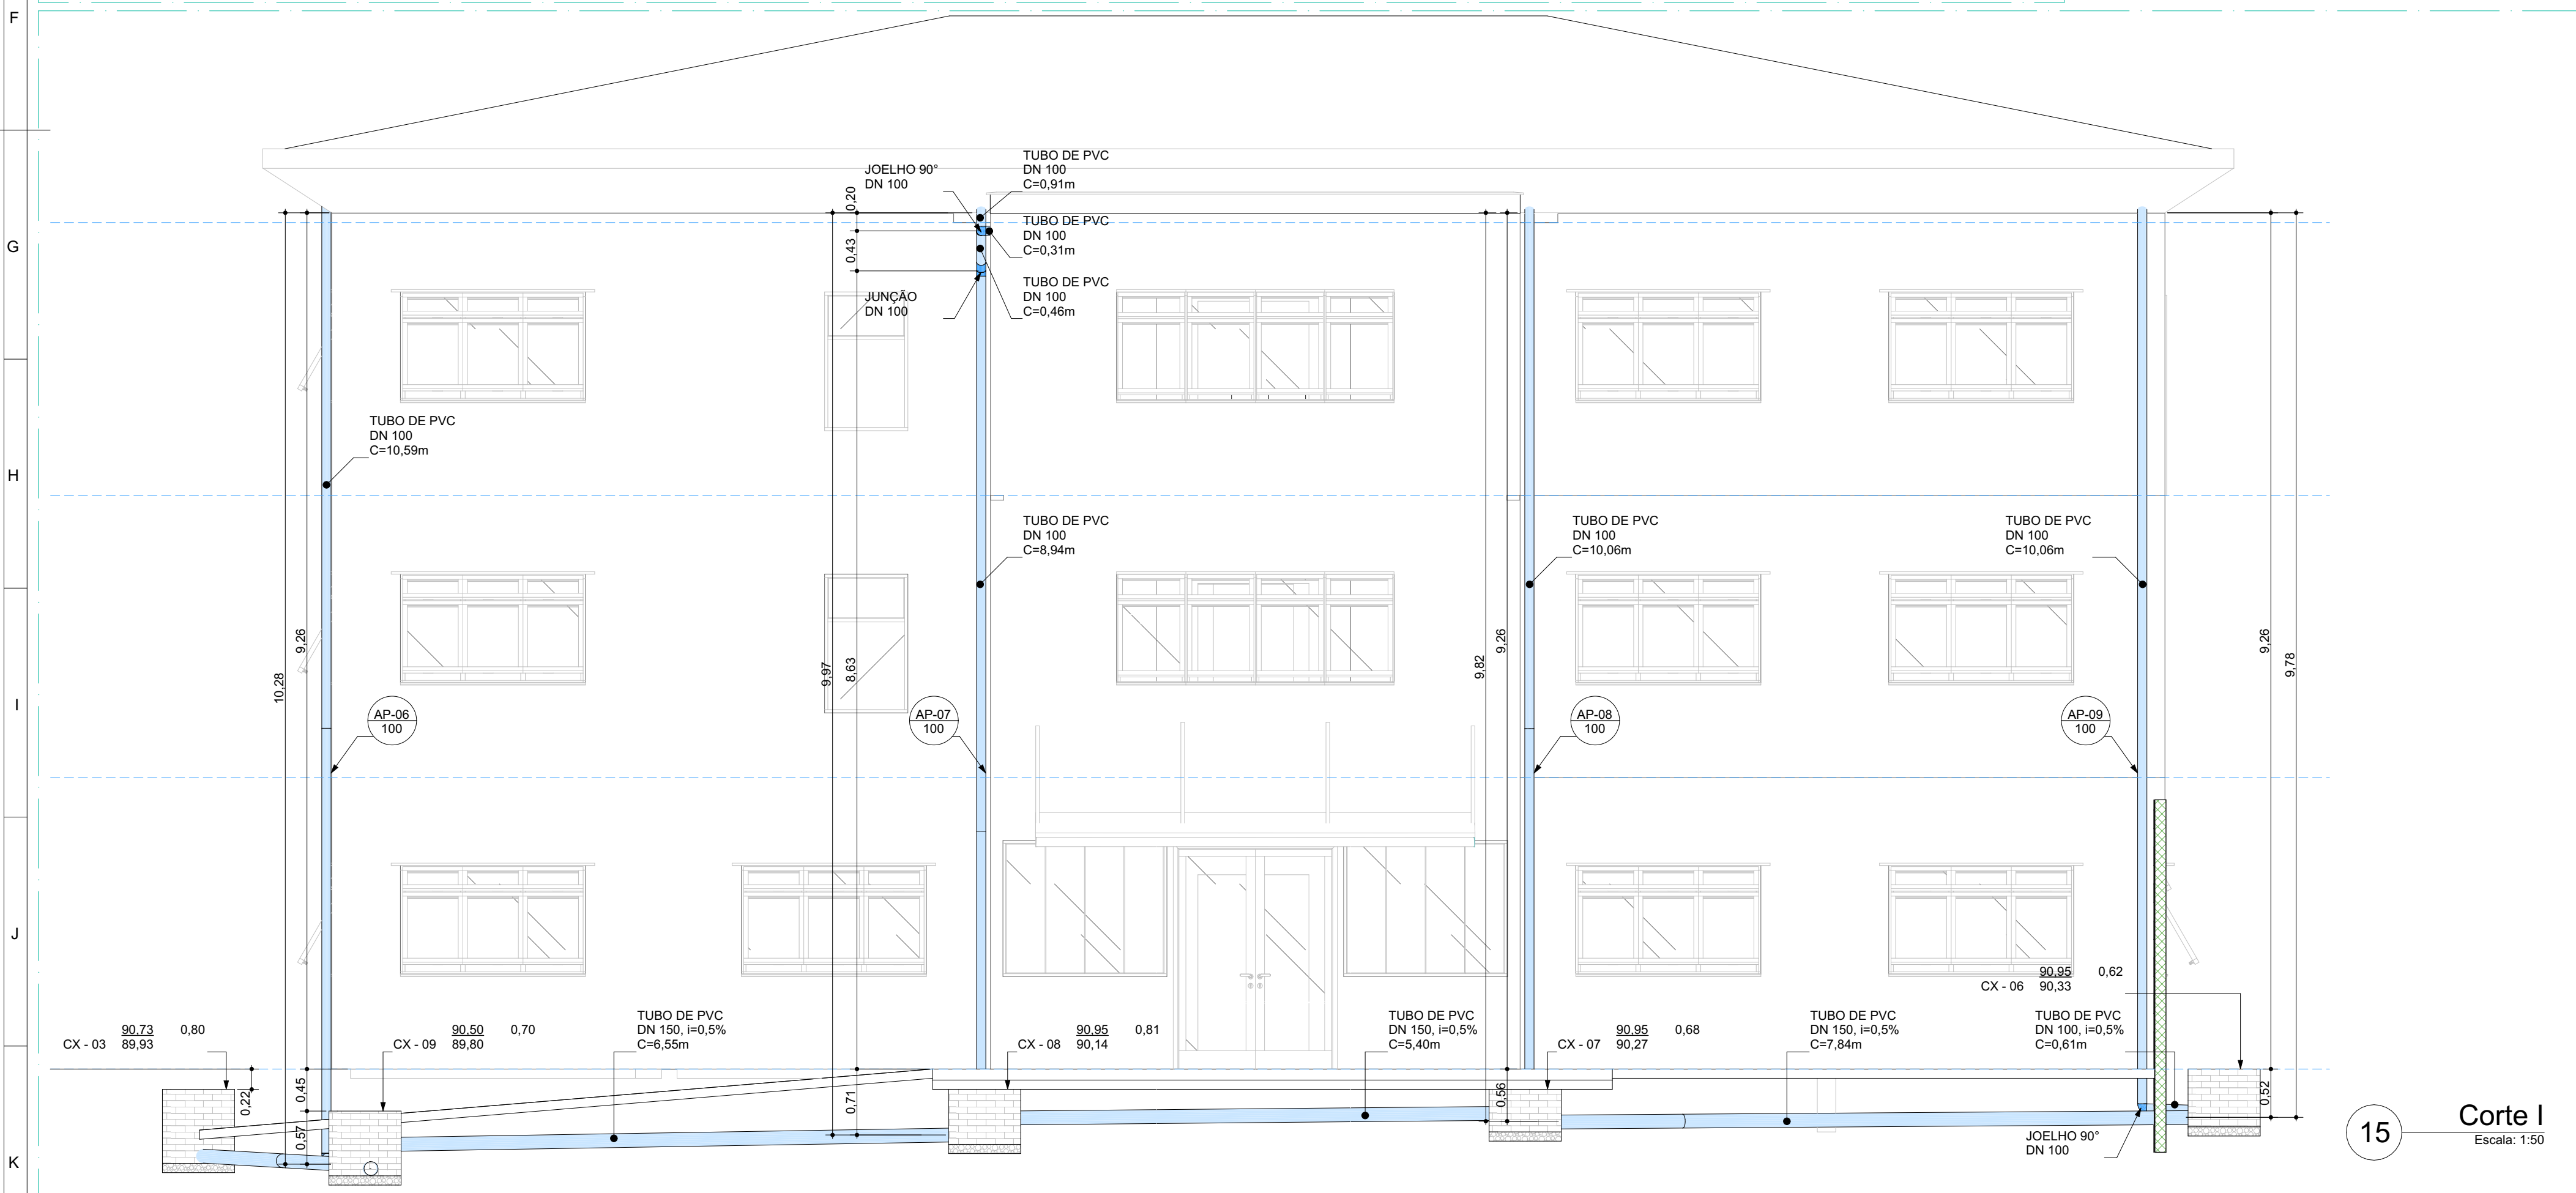 F
G
H
I
J
K
JOELHO 90°
DN 100
TUBO DE PVC
DN 100
C=0,91m
TUBO DE PVC
DN 100
C=0,31m
TUBO DE PVC
DN 100
C=0,46m
JUNÇÃO
DN 100
0,20
0,43
TUBO DE PVC
DN 100
C=10,59m
TUBO DE PVC
DN 100
C=8,94m
TUBO DE PVC
DN 100
C=10,06m
TUBO DE PVC
DN 100
C=10,06m
10,28
9,26
9,97
8,63
9,82
9,26
9,26
9,78
AP-06
100
AP-07
100
AP-08
100
AP-09
100
90,73 0,80
CX - 03 89,93
90,50 0,70
CX - 09 89,80
TUBO DE PVC
DN 150, i=0,5%
C=6,55m
90,95 0,81
CX - 08 90,14
TUBO DE PVC
DN 150, i=0,5%
C=5,40m
90,95 0,68
CX - 07 90,27
TUBO DE PVC
DN 150, i=0,5%
C=7,84m
TUBO DE PVC
DN 100, i=0,5%
C=0,61m
90,95 0,62
CX - 06 90,33
0,22
0,45
0,57
0,71
0,56
0,52
JOELHO 90°
DN 100
15
Corte I
Escala: 1:50